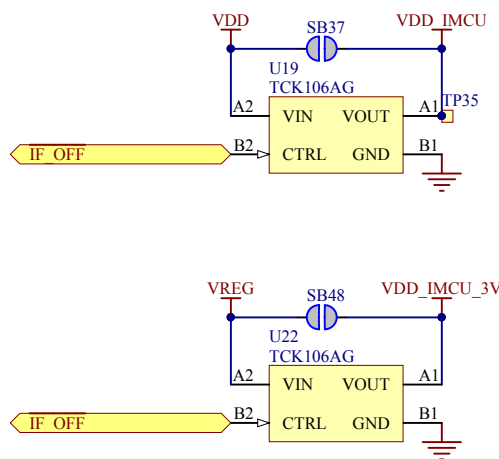 VDD SB37 VDD_IMCU
U19
TCK106AG TP35
A2 VIN VOUT A1
IF_OFF B2 CTRL GND B1
VREG SB48 VDD_IMCU_3V
U22
TCK106AG
A2 VIN VOUT A1
IF_OFF B2 CTRL GND B1